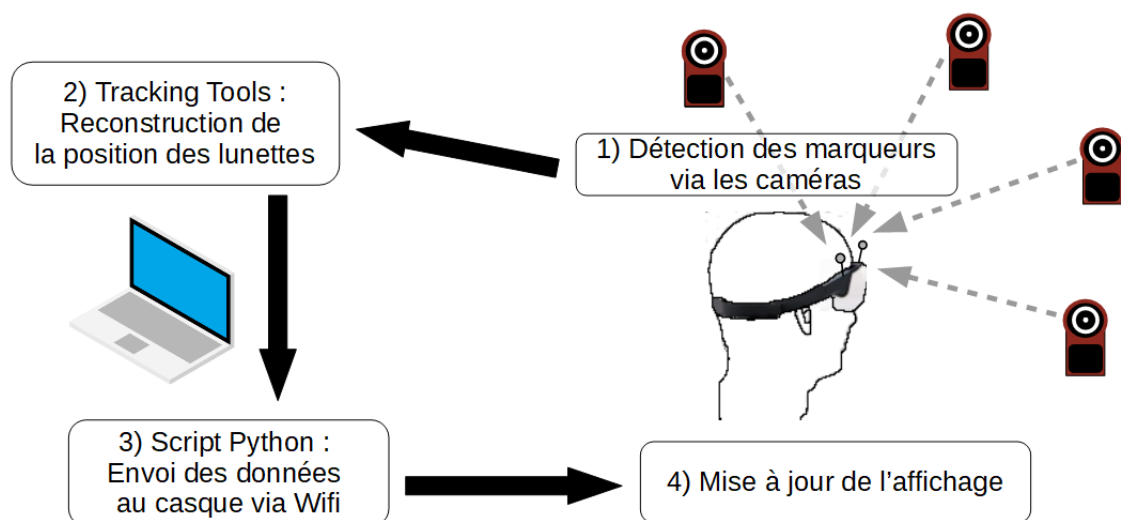 1) Détection des marqueurs
via les caméras
2) Tracking Tools :
Reconstruction de
la position des lunettes
3) Script Python :
Envoi des données
au casque via Wifi
4) Mise à jour de l’affichage